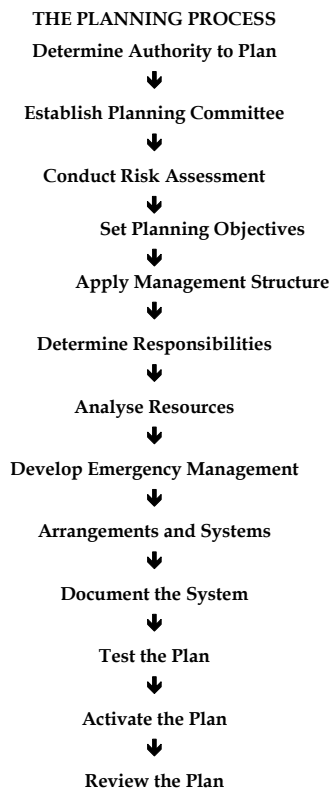 THE PLANNING PROCESS
Determine Authority to Plan
🡻
Establish Planning Committee
🡻
Conduct Risk Assessment
🡻
Set Planning Objectives
🡻
Apply Management Structure
🡻
Determine Responsibilities
🡻
Analyse Resources
🡻
Develop Emergency Management
🡻
Arrangements and Systems
🡻
Document the System
🡻
Test the Plan
🡻
Activate the Plan
🡻
Review the Plan